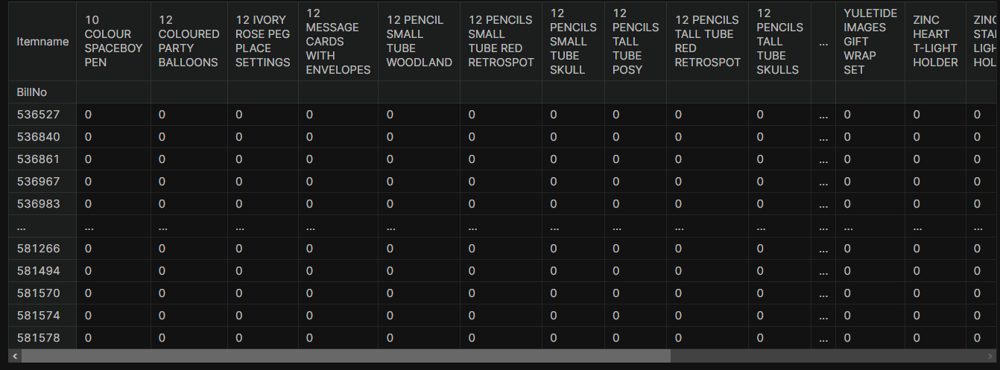 Itemname 10 COLOUR SPACEBOY PEN 12 COLOURED PARTY BALLOONS 12 IVORY ROSE PEG PLACE SETTINGS 12 MESSAGE CARDS WITH ENVELOPES 12 PENCIL SMALL TUBE WOODLAND 12 PENCILS SMALL TUBE RED RETROSPOT 12 PENCILS SMALL TUBE SKULL 12 PENCILS TALL TUBE POSY 12 PENCILS TALL TUBE RED RETROSPOT 12 PENCILS TALL TUBE SKULLS ... YULETIDE IMAGES GIFT WRAP SET ZINC HEART T-LIGHT HOLDER ZINC STAR LIGH HOL
BillNo
536527 0 0 0 0 0 0 0 0 0 0 ... 0 0 0
536840 0 0 0 0 0 0 0 0 0 0 ... 0 0 0
536861 0 0 0 0 0 0 0 0 0 0 ... 0 0 0
536967 0 0 0 0 0 0 0 0 0 0 ... 0 0 0
536983 0 0 0 0 0 0 0 0 0 0 ... 0 0 0
... ... ... ... ... ... ... ... ... ... ... ... ... ... ...
581266 0 0 0 0 0 0 0 0 0 0 ... 0 0 0
581494 0 0 0 0 0 0 0 0 0 0 ... 0 0 0
581570 0 0 0 0 0 0 0 0 0 0 ... 0 0 0
581574 0 0 0 0 0 0 0 0 0 0 ... 0 0 0
581578 0 0 0 0 0 0 0 0 0 0 ... 0 0 0